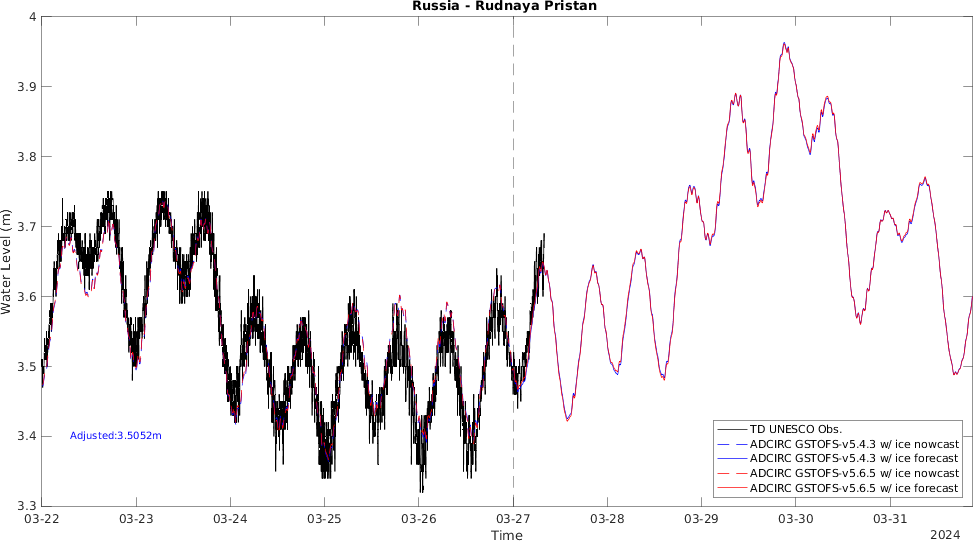 Russia - Rudnaya Pristan
Water Level (m)
4
3.9
3.8
3.7
3.6
3.5
3.4
3.3
Adjusted:3.5052m
TD UNESCO Obs.
ADCIRC GSTOFS-v5.4.3 w/ ice nowcast
ADCIRC GSTOFS-v5.4.3 w/ ice forecast
ADCIRC GSTOFS-v5.6.5 w/ ice nowcast
ADCIRC GSTOFS-v5.6.5 w/ ice forecast
03-22 03-23 03-24 03-25 03-26 03-27 03-28 03-29 03-30 03-31
Time
2024